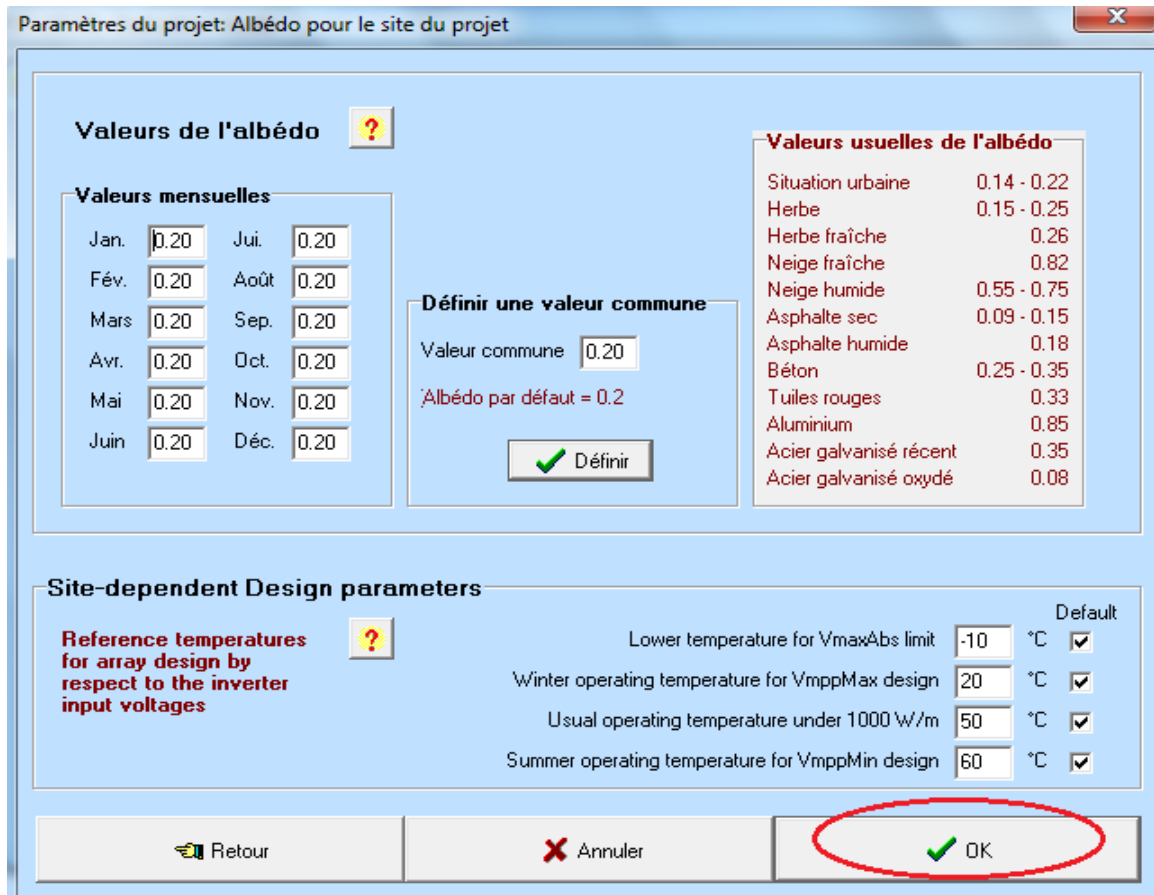 Paramètres du projet: Albédo pour le site du projet
x
Valeurs de l'albédo ?
Valeurs mensuelles
Jan. 0.20 Jui. 0.20
Fév. 0.20 Août 0.20
Mars 0.20 Sep. 0.20
Avr. 0.20 Oct. 0.20
Mai 0.20 Nov. 0.20
Juin 0.20 Déc. 0.20
Définir une valeur commune
Valeur commune 0.20
Albédo par défaut = 0.2
Définir
Valeurs usuelles de l'albédo
Situation urbaine 0.14 - 0.22
Herbe 0.15 - 0.25
Herbe fraîche 0.26
Neige fraîche 0.82
Neige humide 0.55 - 0.75
Asphalte sec 0.09 - 0.15
Asphalte humide 0.18
Béton 0.25 - 0.35
Tuiles rouges 0.33
Aluminium 0.85
Acier galvanisé récent 0.35
Acier galvanisé oxydé 0.08
Site-dependent Design parameters
Reference temperatures
for array design by
respect to the inverter
input voltages
?
Default
Lower temperature for VmaxAbs limit -10 °C
Winter operating temperature for VmppMax design 20 °C
Usual operating temperature under 1000 W/m 50 °C
Summer operating temperature for VmppMin design 60 °C
Retour
Annuler
OK